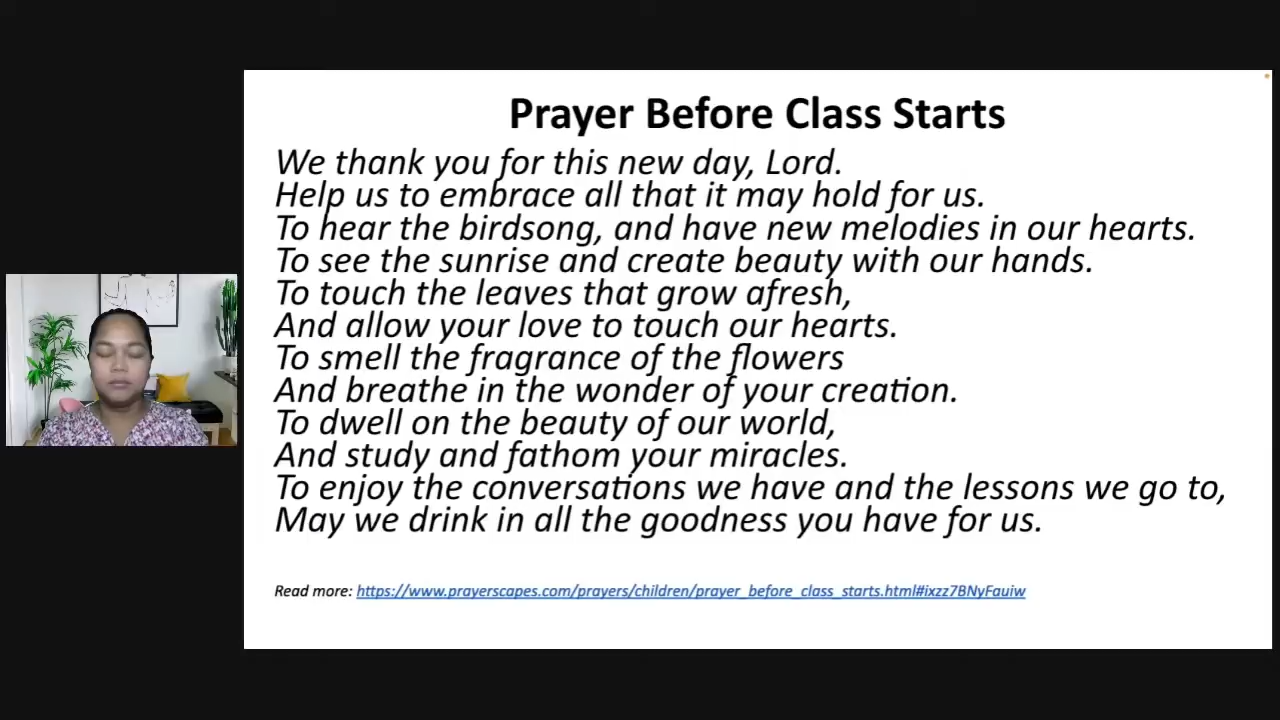 Prayer Before Class Starts
We thank you for this new day, Lord.
Help us to embrace all that it may hold for us.
To hear the birdsong, and have new melodies in our hearts.
To see the sunrise and create beauty with our hands.
To touch the leaves that grow afresh,
And allow your love to touch our hearts.
To smell the fragrance of the flowers
And breathe in the wonder of your creation.
To dwell on the beauty of our world,
And study and fathom your miracles.
To enjoy the conversations we have and the lessons we go to,
May we drink in all the goodness you have for us.
Read more: https://www.prayerscapes.com/prayers/children/prayer_before_class_starts.html#ixzz7BNyFauiw